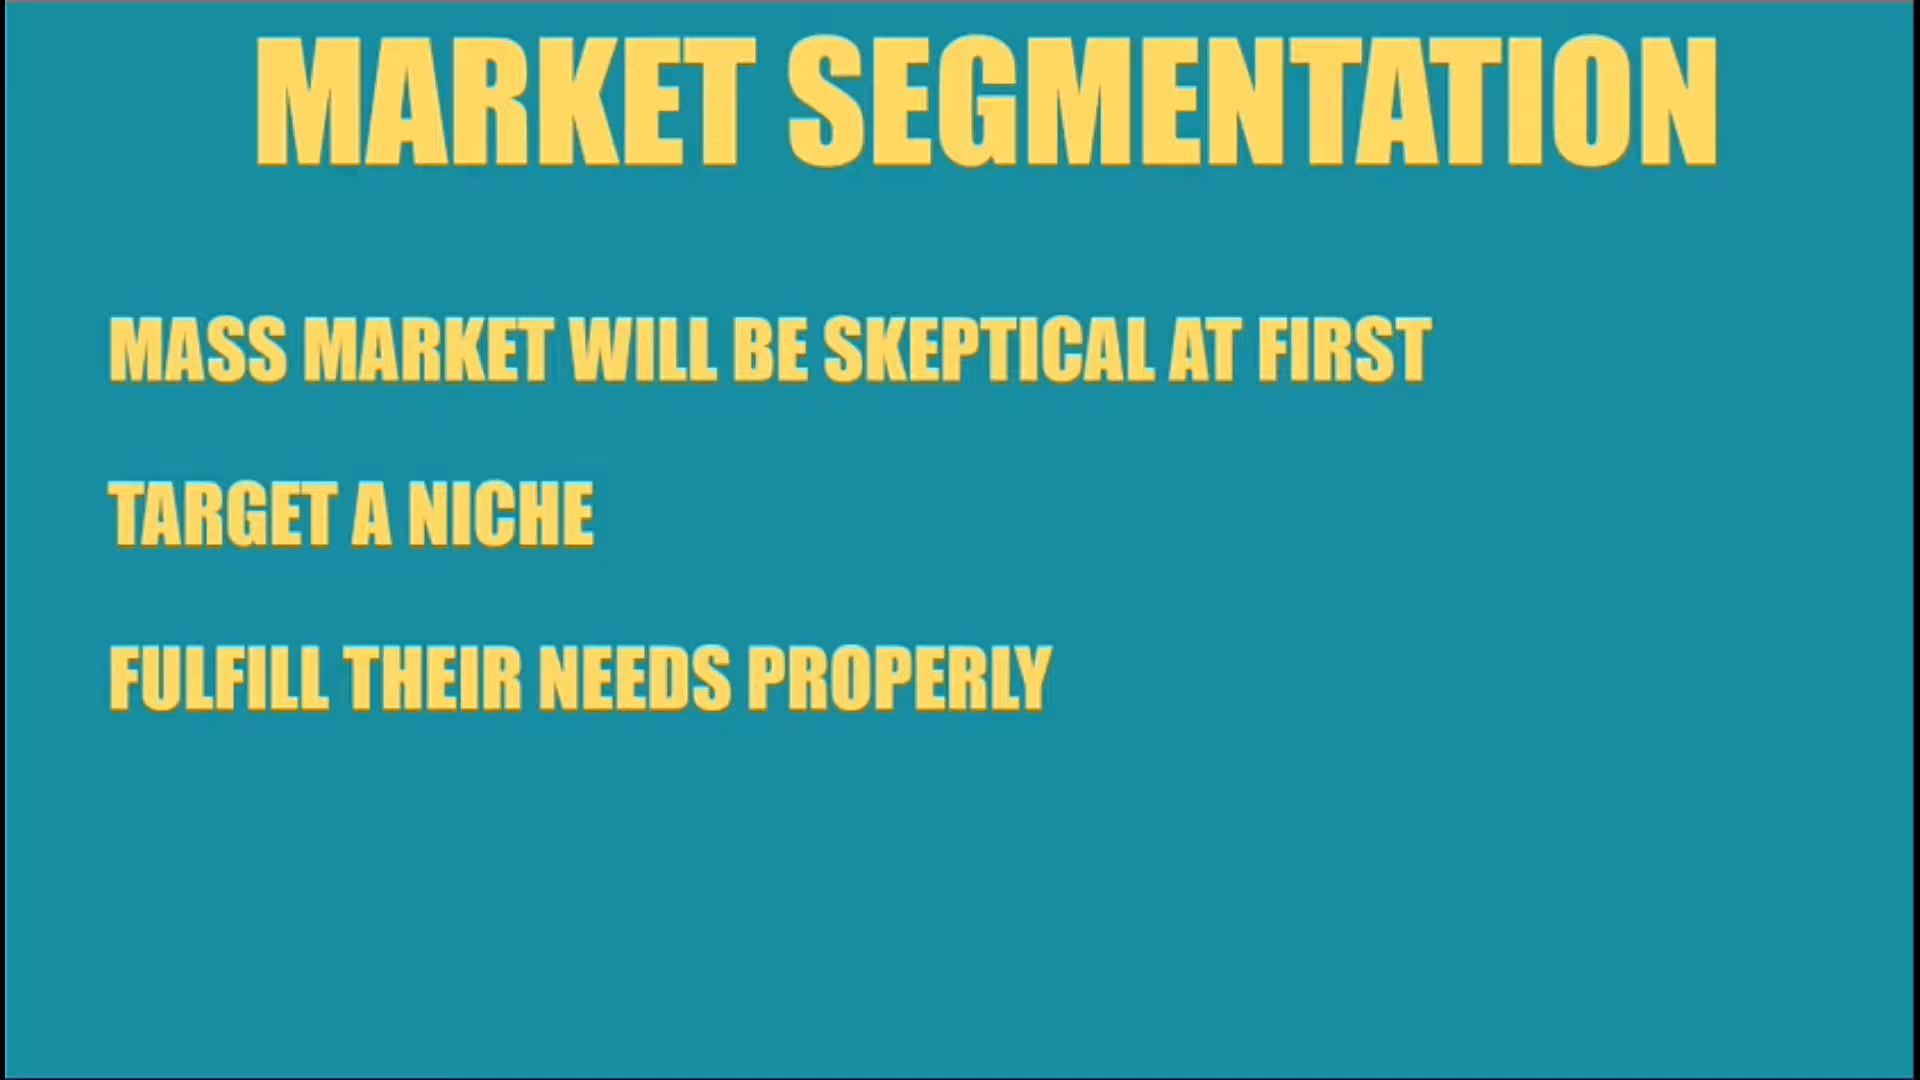 MARKET SEGMENTATION
MASS MARKET WILL BE SKEPTICAL AT FIRST
TARGET A NICHE
FULFILL THEIR NEEDS PROPERLY